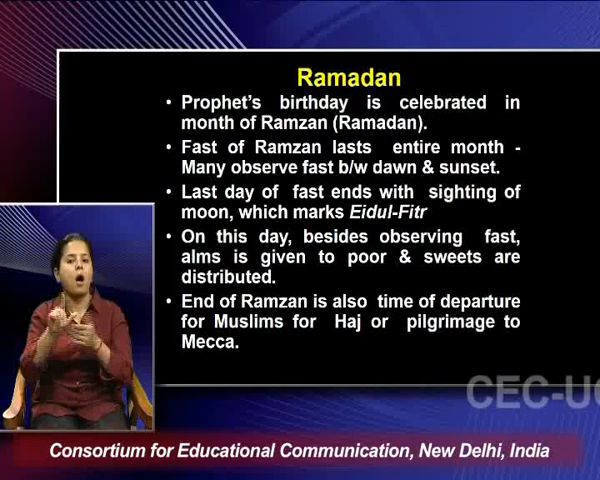 Ramadan
• Prophet's birthday is celebrated in
month of Ramzan (Ramadan).
• Fast of Ramzan lasts entire month -
Many observe fast b/w dawn & sunset.
• Last day of fast ends with sighting of
moon, which marks Eidul-Fitr
• On this day, besides observing fast,
alms is given to poor & sweets are
distributed.
• End of Ramzan is also time of departure
for Muslims for Haj or pilgrimage to
Mecca.
CEC-UG
Consortium for Educational Communication, New Delhi, India